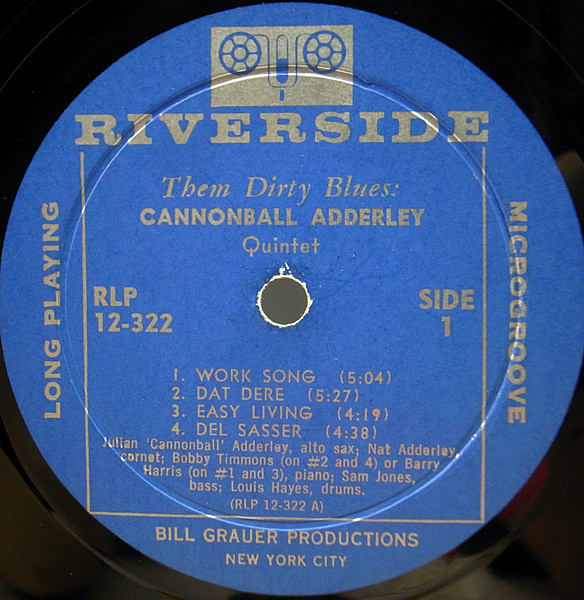 RIVERSIDE
Them Dirty Blues:
CANNONBALL ADDERLEY
Quintet
LONG PLAYING
MICROGROOVE
RLP
12-322
SIDE
1
1. WORK SONG (5:04)
2. DAT DERE (5:27)
3. EASY LIVING (4:19)
4. DEL SASSER (4:38)
Julian 'Cannonball' Adderley, alto sax; Nat Adderley,
cornet; Bobby Timmons (on #2 and 4) or Barry
Harris (on #1 and 3), piano; Sam Jones,
bass; Louis Hayes, drums.
(RLP 12-322 A)
BILL GRAUER PRODUCTIONS
NEW YORK CITY